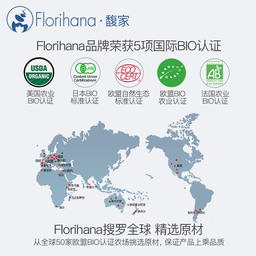 Florihana·馥家
Florihana品牌荣获5项国际BIO认证
USDA
ORGANIC
Control Union
Certifications
ECO
CERT
AB
美国农业
BIO认证
日本BIO
标准认证
欧盟自然生态
标准认证
欧盟BIO
农业认证
法国农业
BIO认证
Florihana搜罗全球 精选原材
从全球50家欧盟BIO认证农场挑选原材，保证产品上乘品质